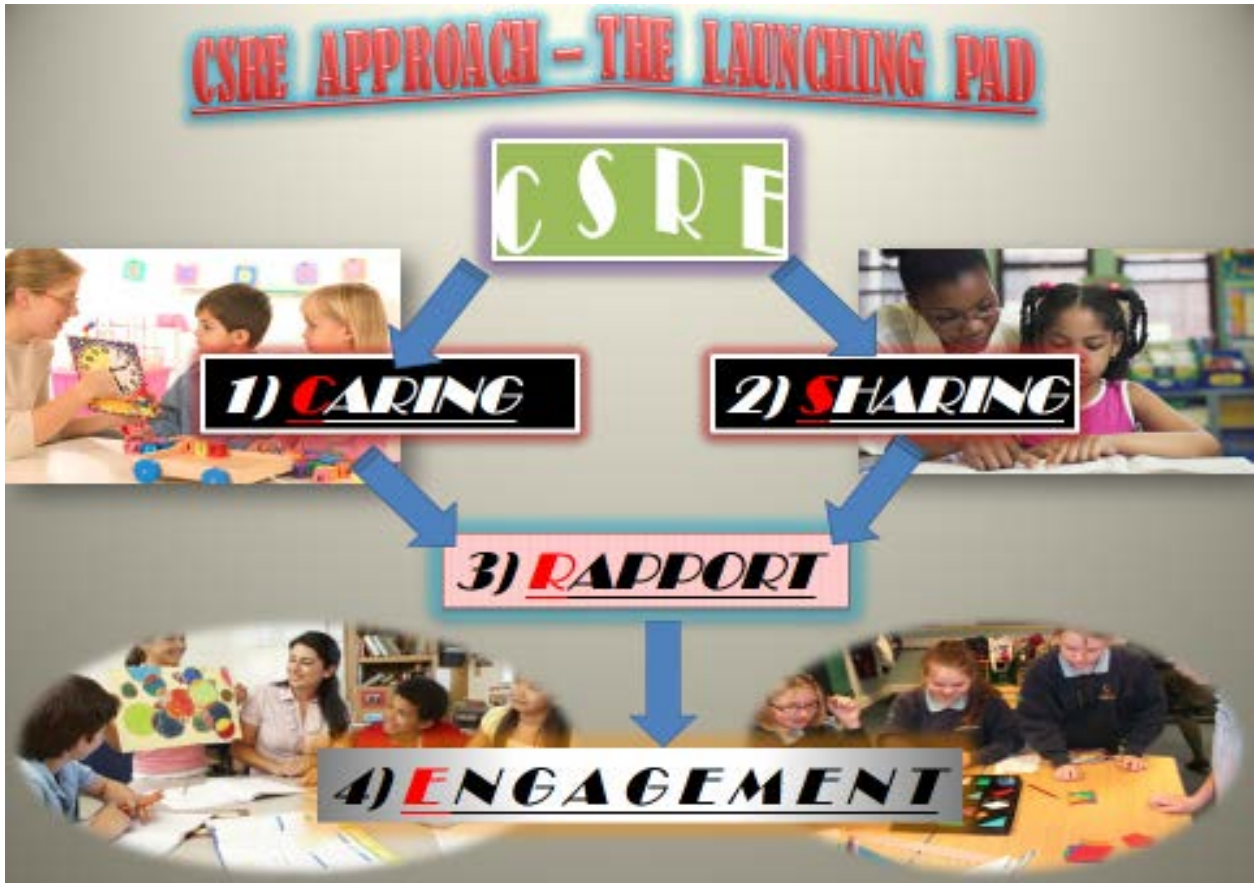 CSRE APPROACH – THE LAUNCHING PAD
CSRE
1) CARING
2) SHARING
3) RAPPORT
4) ENGAGEMENT